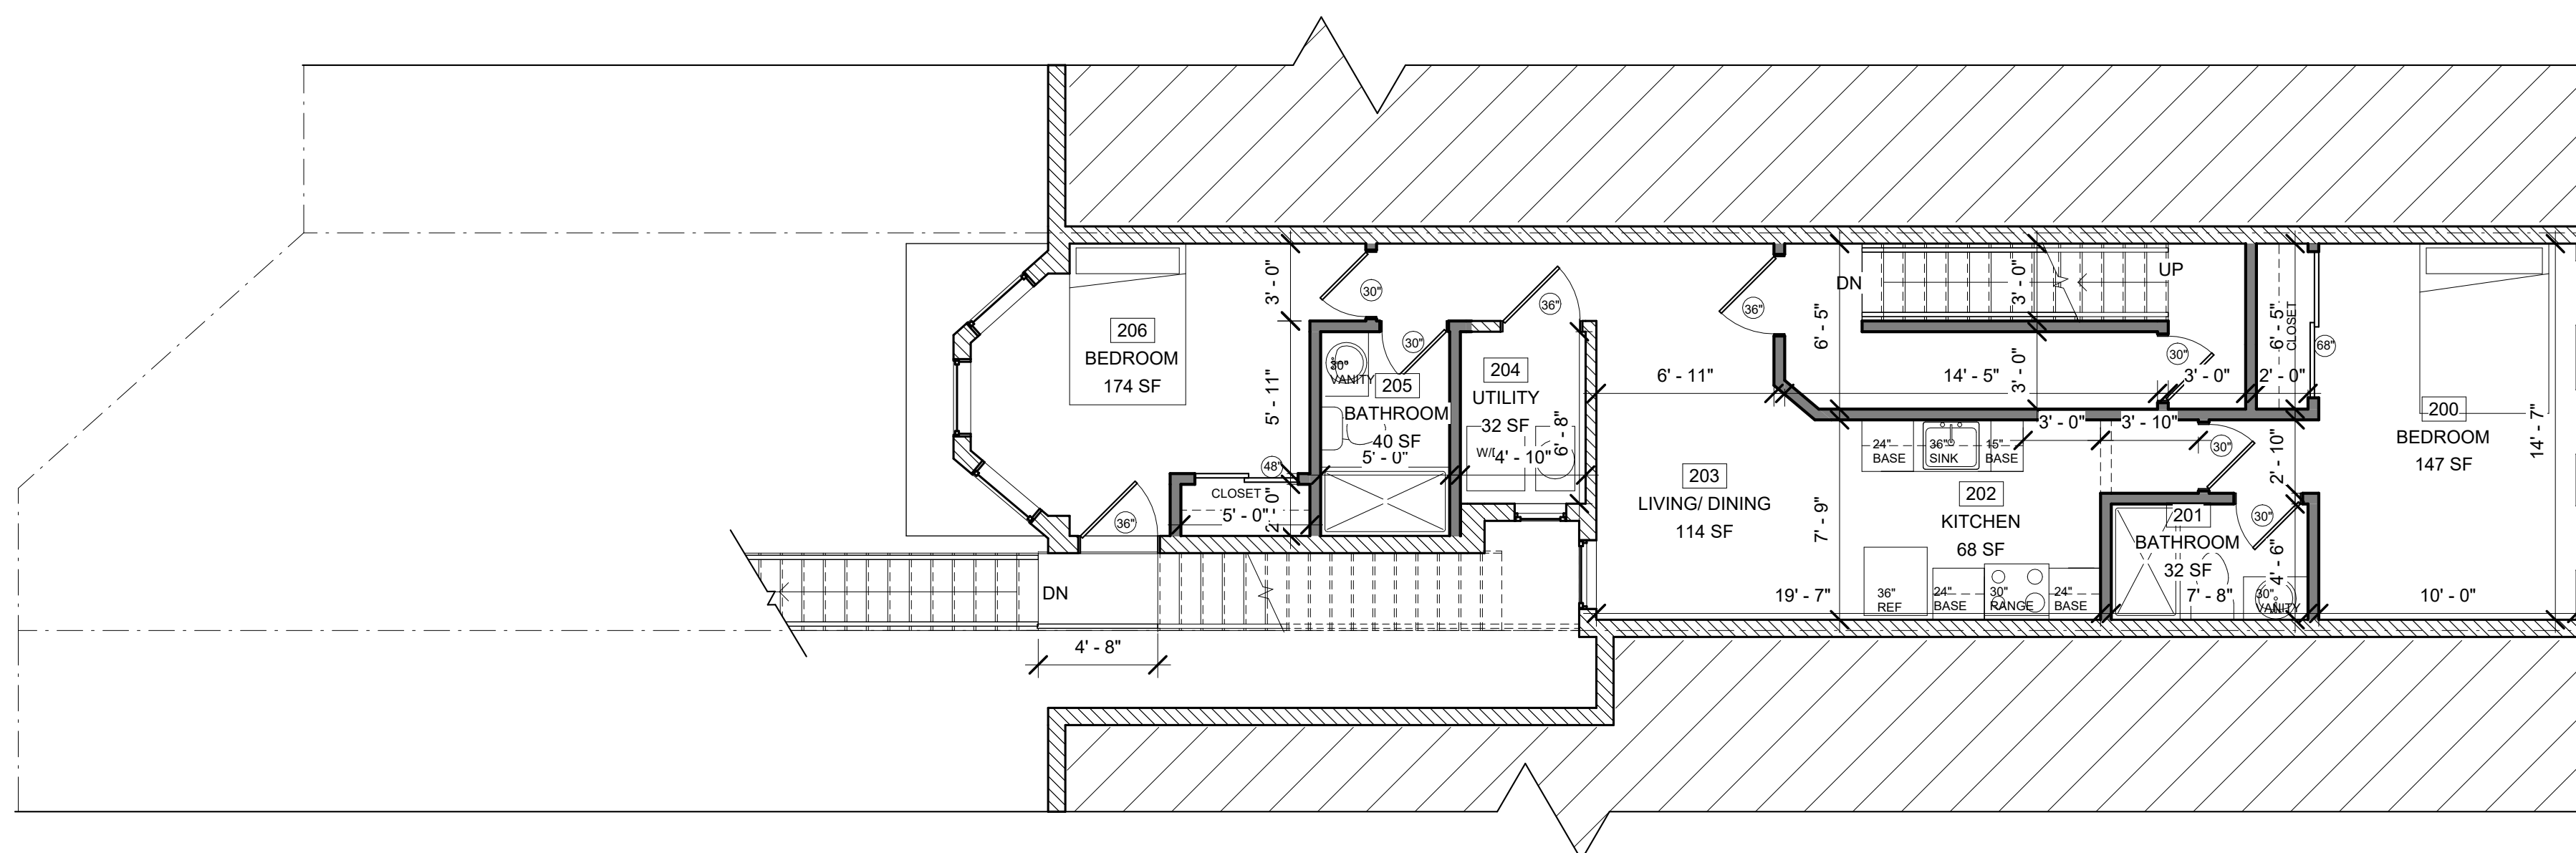 206
BEDROOM
174 SF
3' - 0"
5' - 11"
2' - 0"
48"
CLOSET
5' - 0"
36"
DN
4' - 8"
30"
30"
30"
VANITY
205
BATHROOM
40 SF
5' - 0"
36"
204
UTILITY
32 SF
W/D
4' - 10"
6' - 8"
6' - 11"
203
LIVING/ DINING
114 SF
36"
DN
UP
3' - 0"
6' - 5"
14' - 5"
3' - 0"
30"
3' - 0"
2' - 0"
6' - 5"
CLOSET
68"
24"
BASE
36"
SINK
15"
BASE
3' - 0"
3' - 10"
30"
2' - 10"
202
KITCHEN
68 SF
7' - 9"
19' - 7"
36"
REF
24"
BASE
30"
RANGE
24"
BASE
201
BATHROOM
32 SF
30"
4' - 6"
7' - 8"
30"
VANITY
200
BEDROOM
147 SF
14' - 7"
10' - 0"